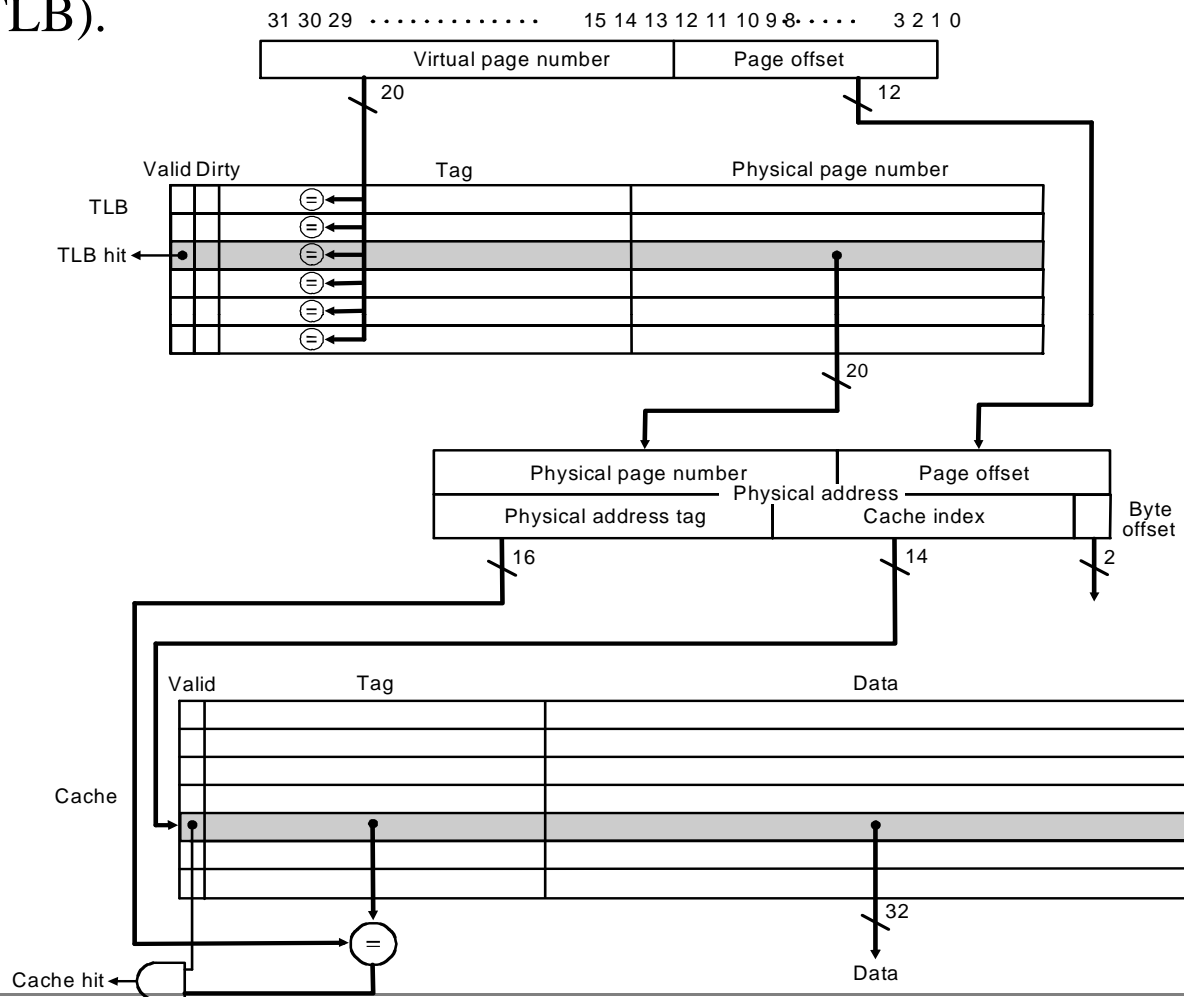 TLB).
31 30 29 · · · · · · · · · · · · · · 15 14 13 12 11 10 9 8 · · · · · 3 2 1 0
Virtual page number Page offset
20 12
Valid Dirty Tag Physical page number
TLB
=
=
TLB hit =
=
=
=
20
Physical page number Page offset
Physical address
Physical address tag Cache index Byte
offset
16 14 2
Valid Tag Data
Cache
32
=
Data
Cache hit